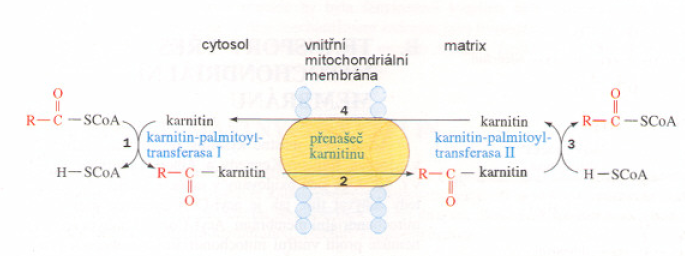 cytosol
vnitřní
mitochondriální
membrána
matrix
O
R – C – SCoA
karnitin
1
karnitin-palmitoyl-
transferasa I
H – SCoA
O
R – C – karnitin
4
přenašeč
karnitinu
2
karnitin
karnitin-palmitoyl-
transferasa II
R – C – karnitin
O
O
R – C – SCoA
3
H – SCoA